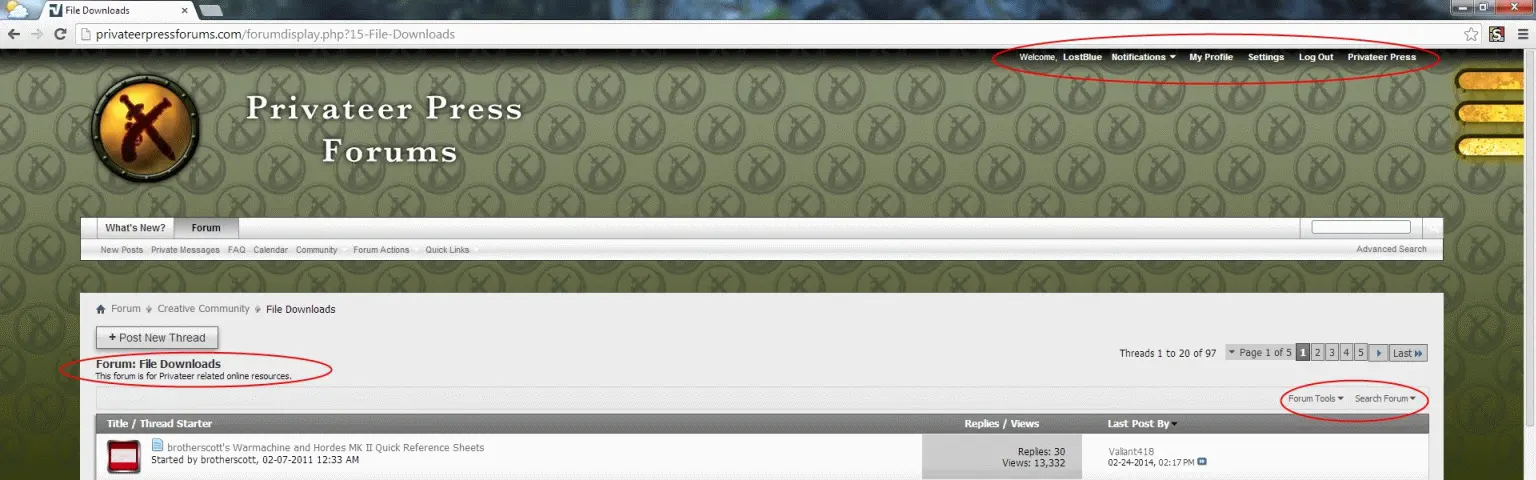 File Downloads
privateerpressforums.com/forumdisplay.php?15-File-Downloads
Welcome, LostBlue Notifications My Profile Settings Log Out Privateer Press
Privateer Press
Forums
What's New? Forum
New Posts Private Messages FAQ Calendar Community Forum Actions Quick Links Advanced Search
Forum Creative Community File Downloads
+ Post New Thread
Threads 1 to 20 of 97 Page 1 of 5 1 2 3 4 5 Last
Forum: File Downloads
This forum is for Privateer related online resources.
Forum Tools Search Forum
Title / Thread Starter Replies / Views Last Post By
brotherscott's Warmachine and Hordes MK II Quick Reference Sheets Replies: 30 Valiant418
Started by brotherscott, 02-07-2011 12:33 AM Views: 13,332 02-24-2014, 02:17 PM